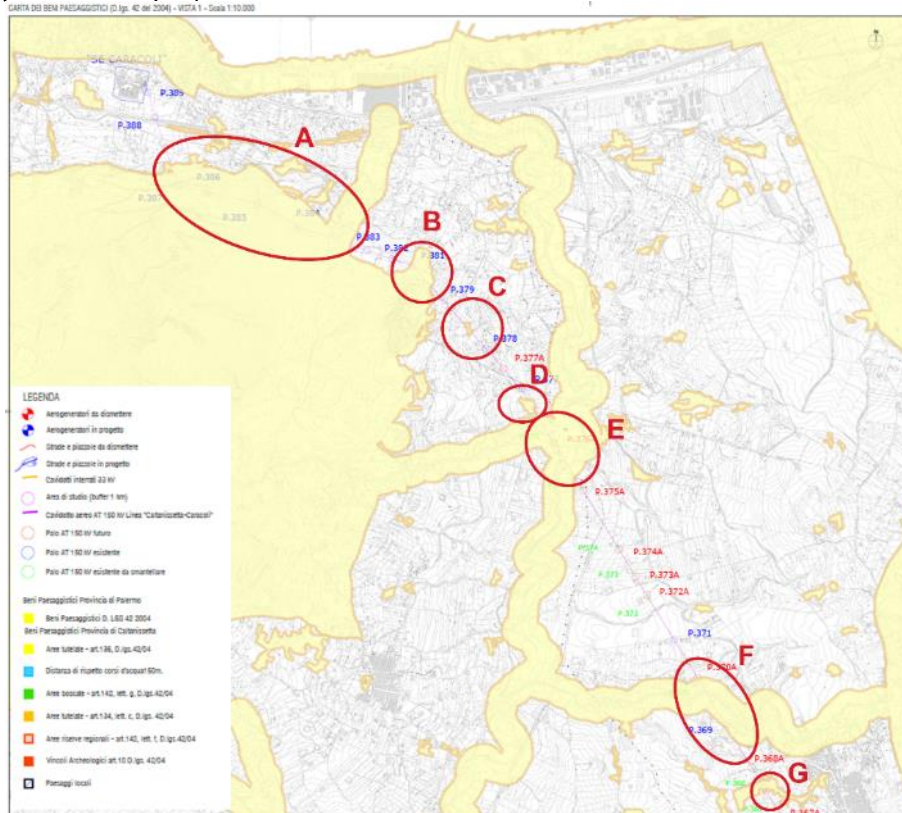 CARTA DEI BENI PAESAGGISTICI (D.lgs. 42 del 2004) - VISTA 1 - Scala 1:10.000
N
"SE CARACOLI"
P.389
P.388
A
P.386
P.387
P.385
P.384
P.383
P.382
B
P.381
P.379
C
P.378
P.377A
D
E
P.375A
P.374A
P.374
P.373A
P.373
P.372A
P.372
P.371
P.370A
F
P.369
P.368A
P.368
G
P.367A
LEGENDA
Aerogeneratori da dismettere
Aerogeneratori in progetto
Strade e piazzole da dismettere
Strade e piazzole in progetto
Cavidotti interrati 33 kV
Area di studio (buffer 1 km)
Cavidotto aereo AT 150 kV Linea "Caltanissetta-Caracoli"
Palo AT 150 kV futuro
Palo AT 150 kV esistente
Palo AT 150 kV esistente da smantellare
Beni Paesaggistici Provincia di Palermo
Beni Paesaggistici D. LGS 42 2004
Beni Paesaggistici Provincia di Caltanissetta
Aree tutelate - art.136, D.lgs.42/04
Distanza di rispetto corsi d'acqua150m.
Aree boscate - art.142, lett. g, D.lgs.42/04
Aree tutelate - art.134, lett. c, D.lgs. 42/04
Aree riserve regionali - art.142, lett. f, D.lgs.42/04
Vincoli Archeologici art.10 D.lgs. 42/04
Paesaggi locali